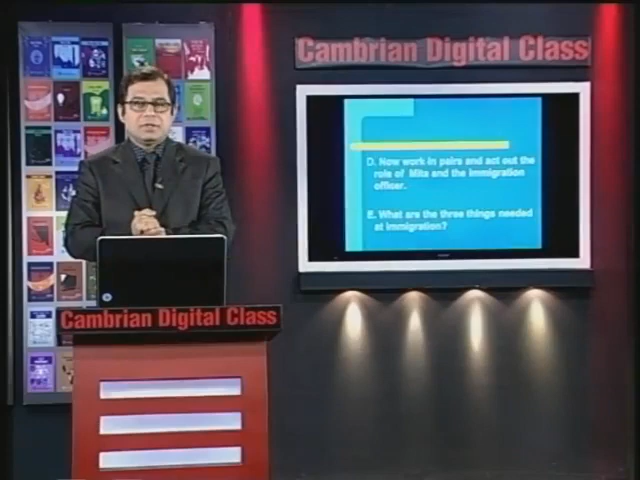 Cambrian Digital Class
D. Now work in pairs and act out the
role of Mita and the Immigration
officer.
E. What are the three things needed
at Immigration?
Cambrian Digital Class